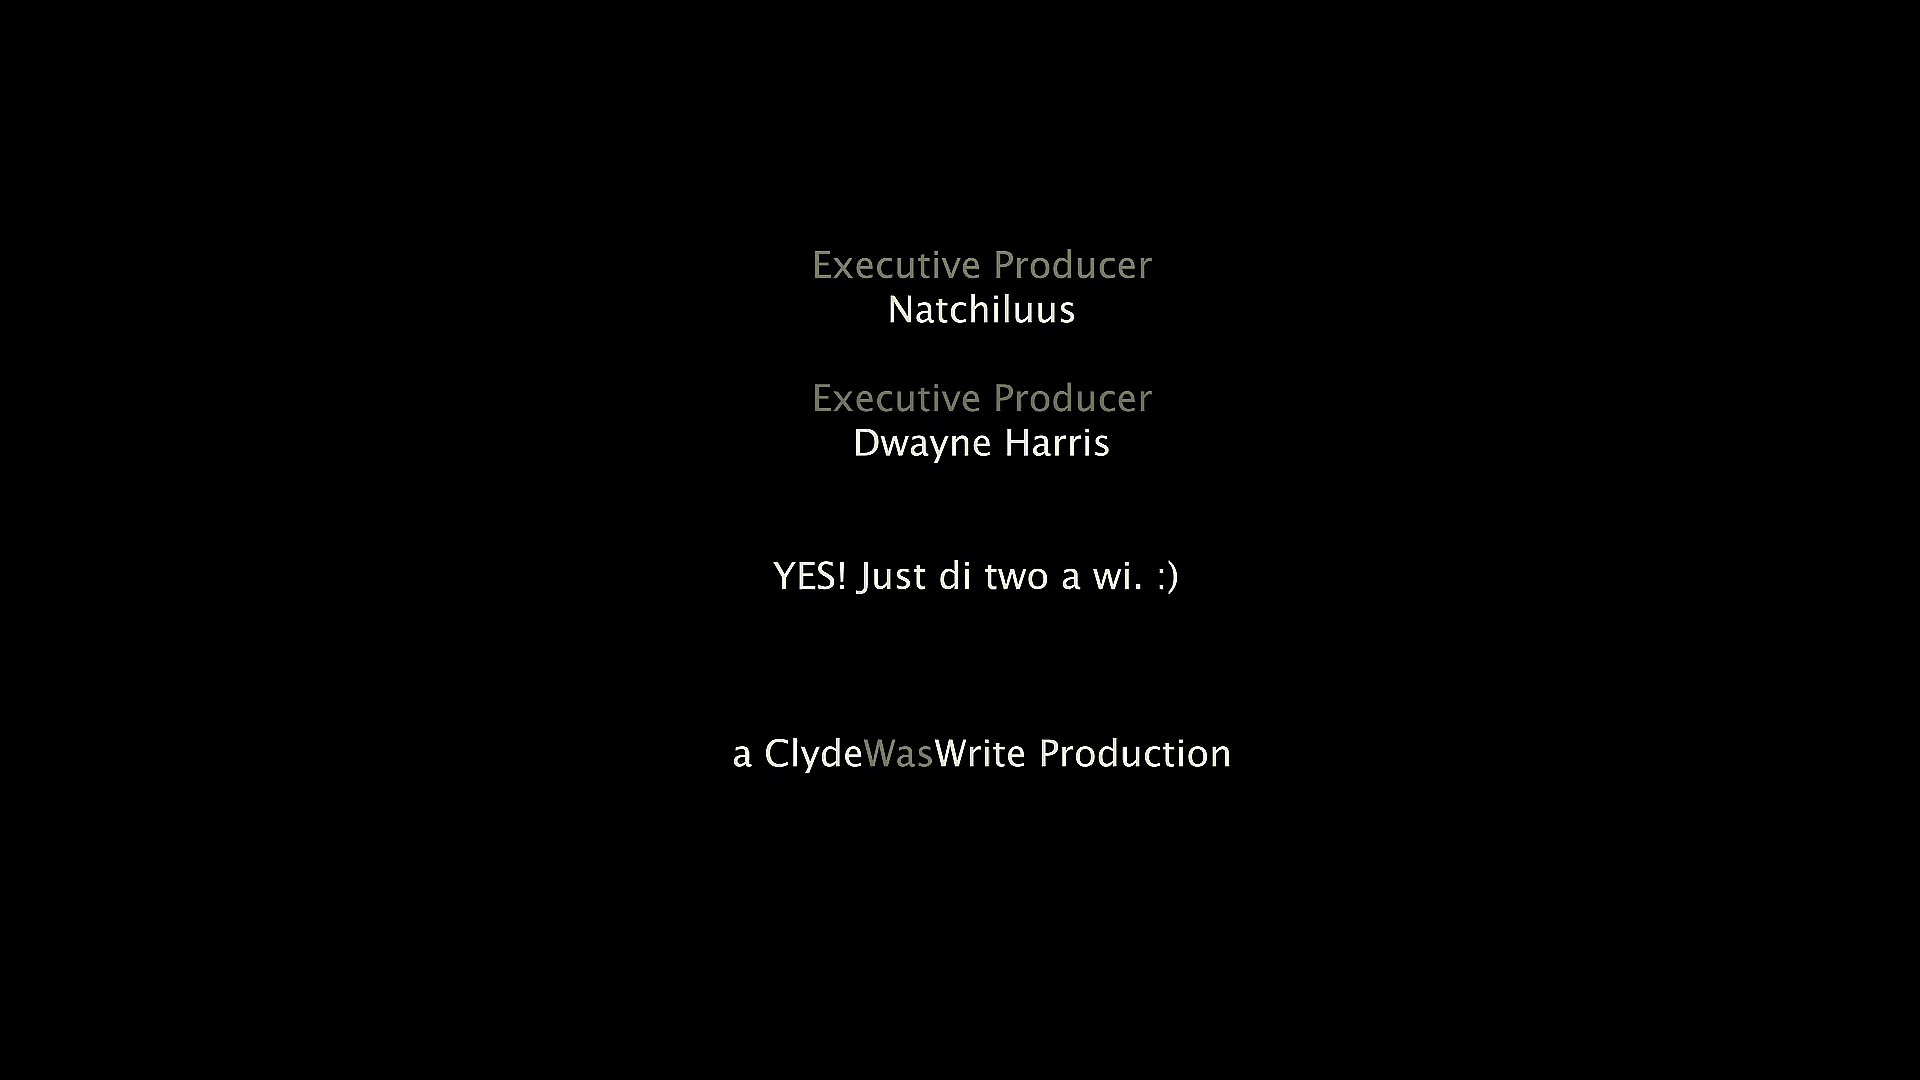 Executive Producer
Natchiluus
Executive Producer
Dwayne Harris
YES! Just di two a wi. :)
a ClydeWasWrite Production